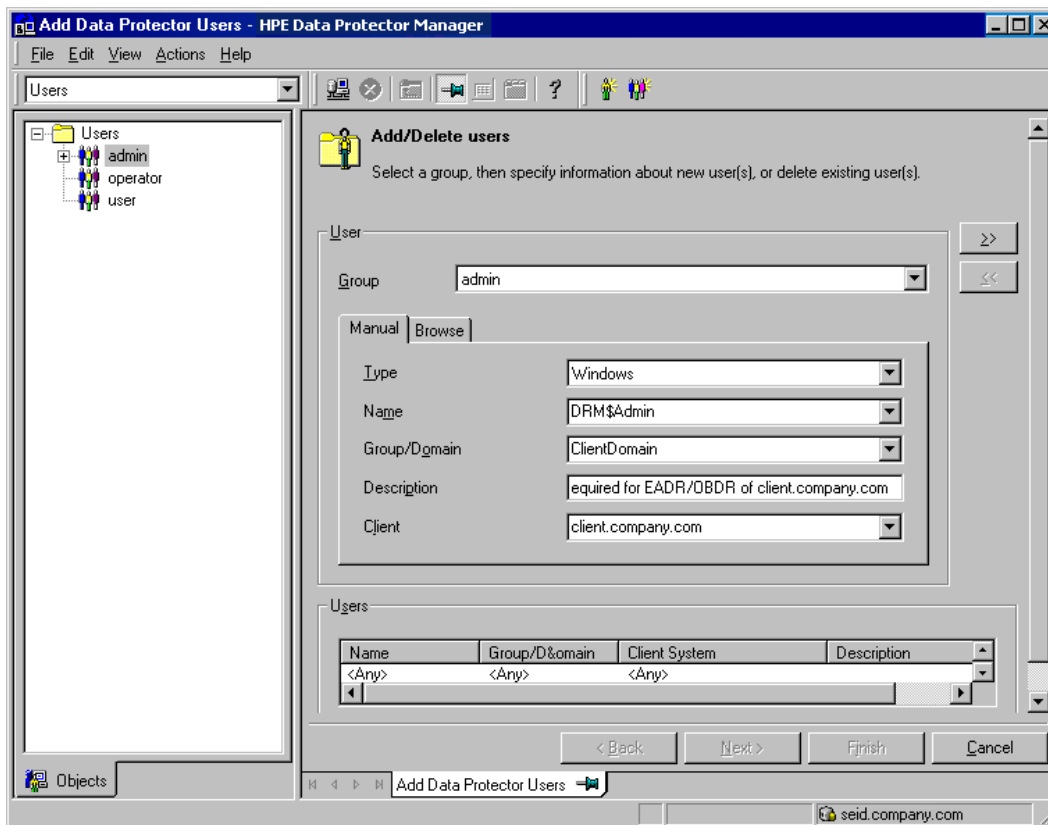 Add Data Protector Users - HPE Data Protector Manager
File Edit View Actions Help
Users
?
Users
admin
operator
user
Objects
Add/Delete users
Select a group, then specify information about new user(s), or delete existing user(s).
User
>>
<<
Group admin
Manual Browse
Type Windows
Name DRM$Admin
Group/Domain ClientDomain
Description equired for EADR/OBDR of client.company.com
Client client.company.com
Users
Name Group/D&omain Client System Description
<Any> <Any> <Any>
< Back Next > Finish Cancel
Add Data Protector Users
seid.company.com